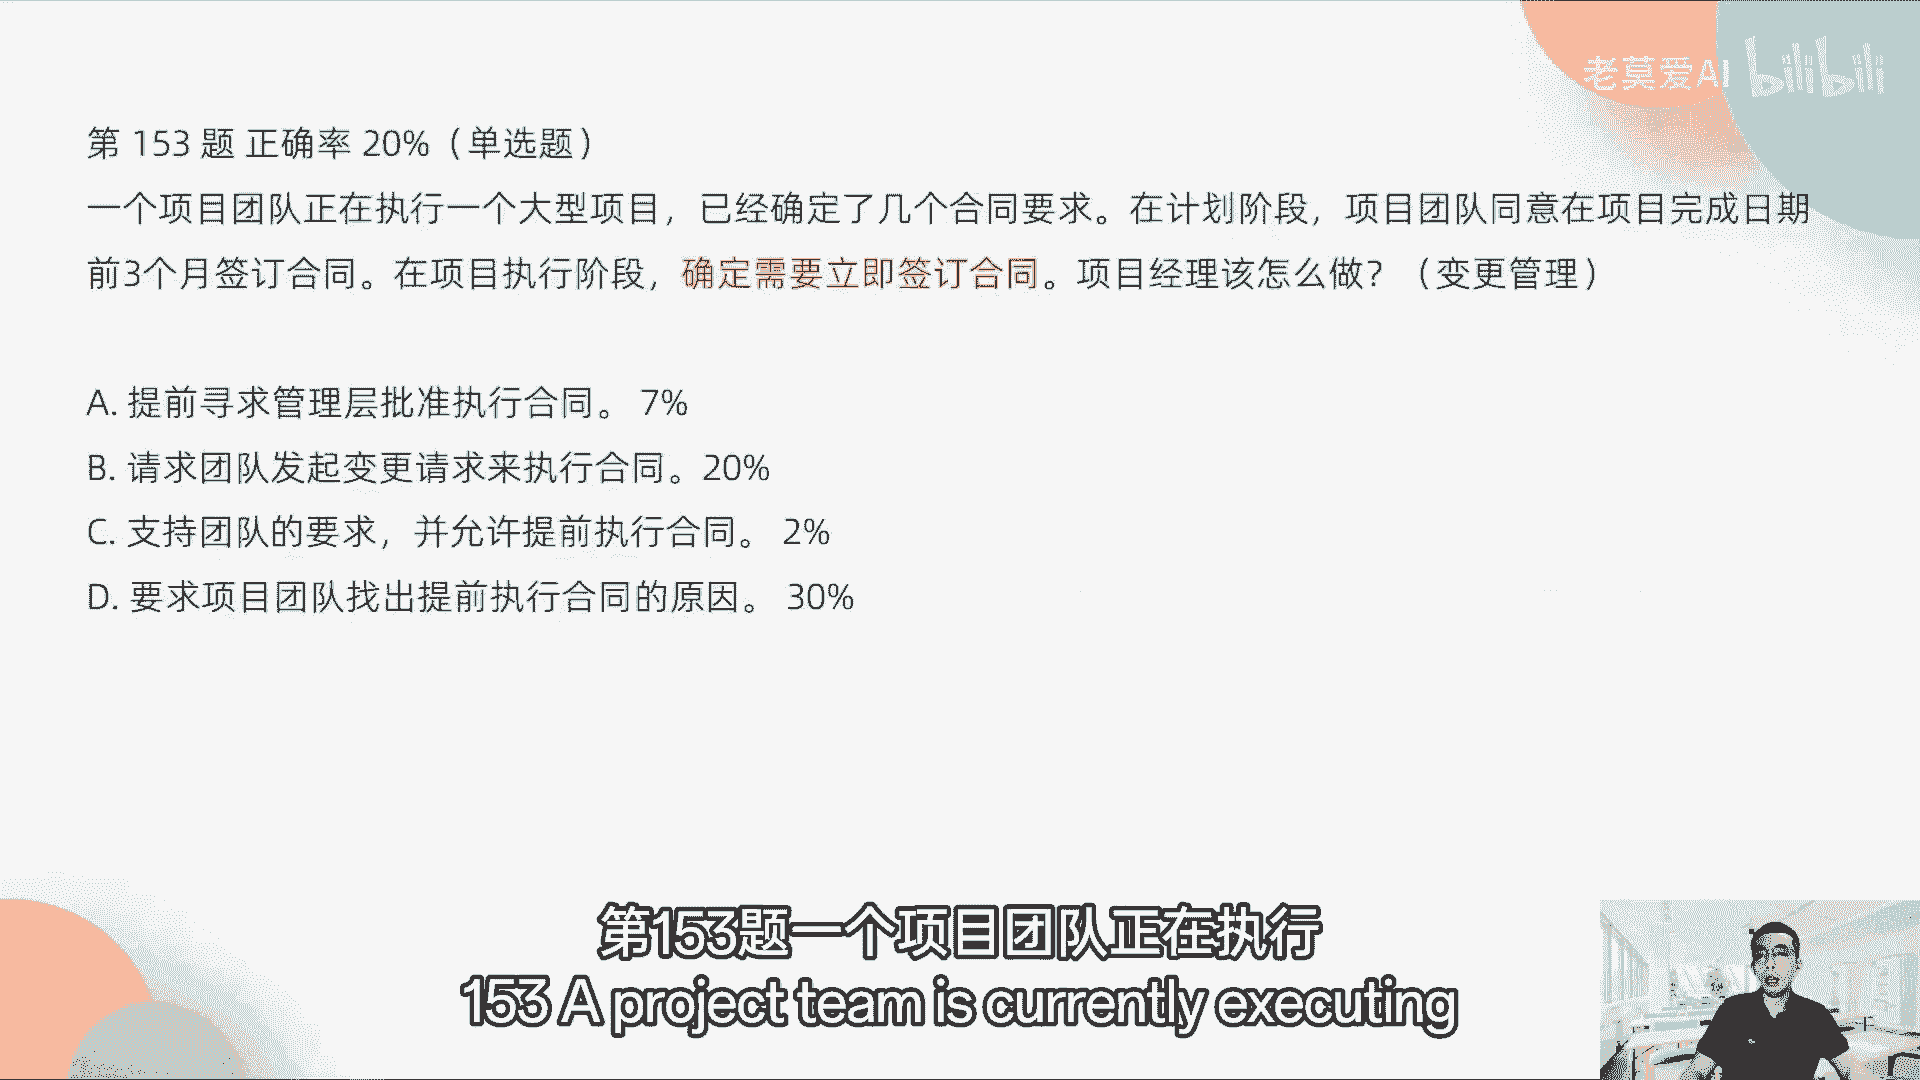 老莫爱AI bilibili
第 153 题 正确率 20%（单选题）
一个项目团队正在执行一个大型项目，已经确定了几个合同要求。在计划阶段，项目团队同意在项目完成日期
前3个月签订合同。在项目执行阶段，确定需要立即签订合同。项目经理该怎么做？（变更管理）
A. 提前寻求管理层批准执行合同。 7%
B. 请求团队发起变更请求来执行合同。20%
C. 支持团队的要求，并允许提前执行合同。 2%
D. 要求项目团队找出提前执行合同的原因。 30%
第153题一个项目团队正在执行
153 A project team is currently executing